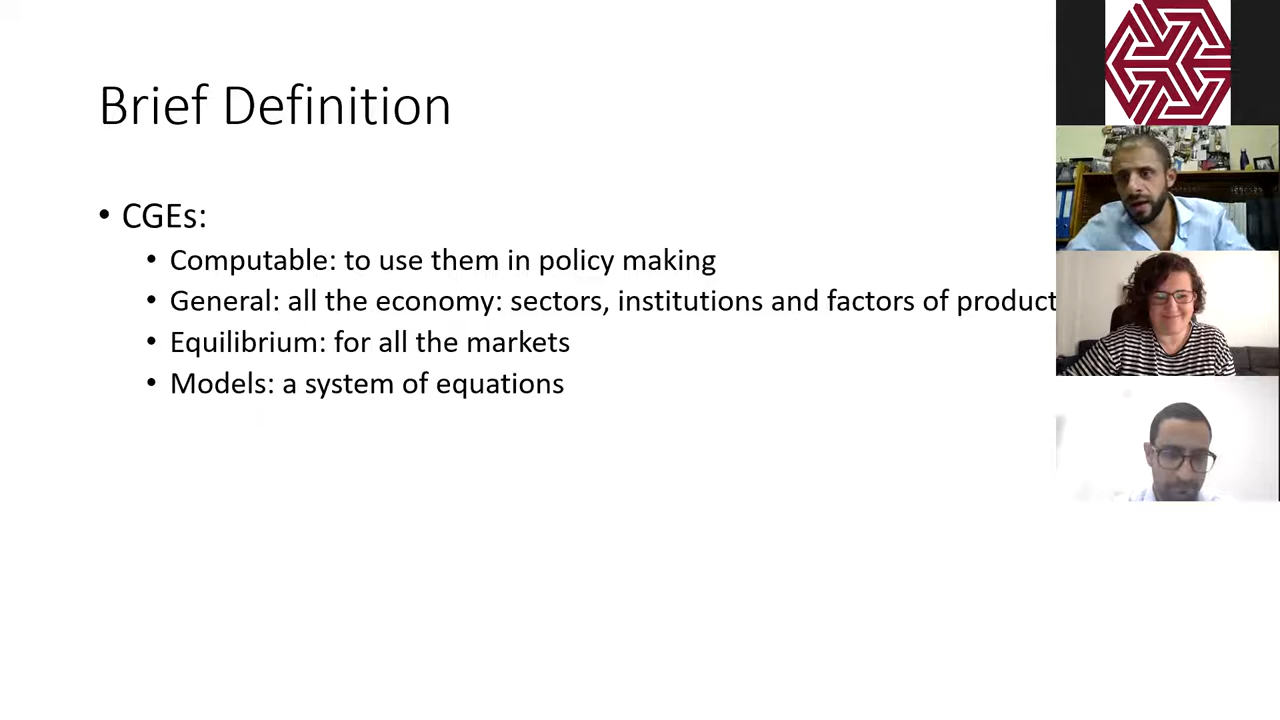 Brief Definition
• CGEs:
• Computable: to use them in policy making
• General: all the economy: sectors, institutions and factors of product
• Equilibrium: for all the markets
• Models: a system of equations